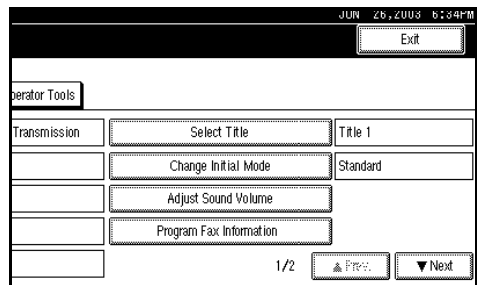 JUN 26,2003 6:34PM
Exit
perator Tools
Transmission Select Title Title 1
Change Initial Mode Standard
Adjust Sound Volume
Program Fax Information
1/2 ▲ Prev. ▼ Next